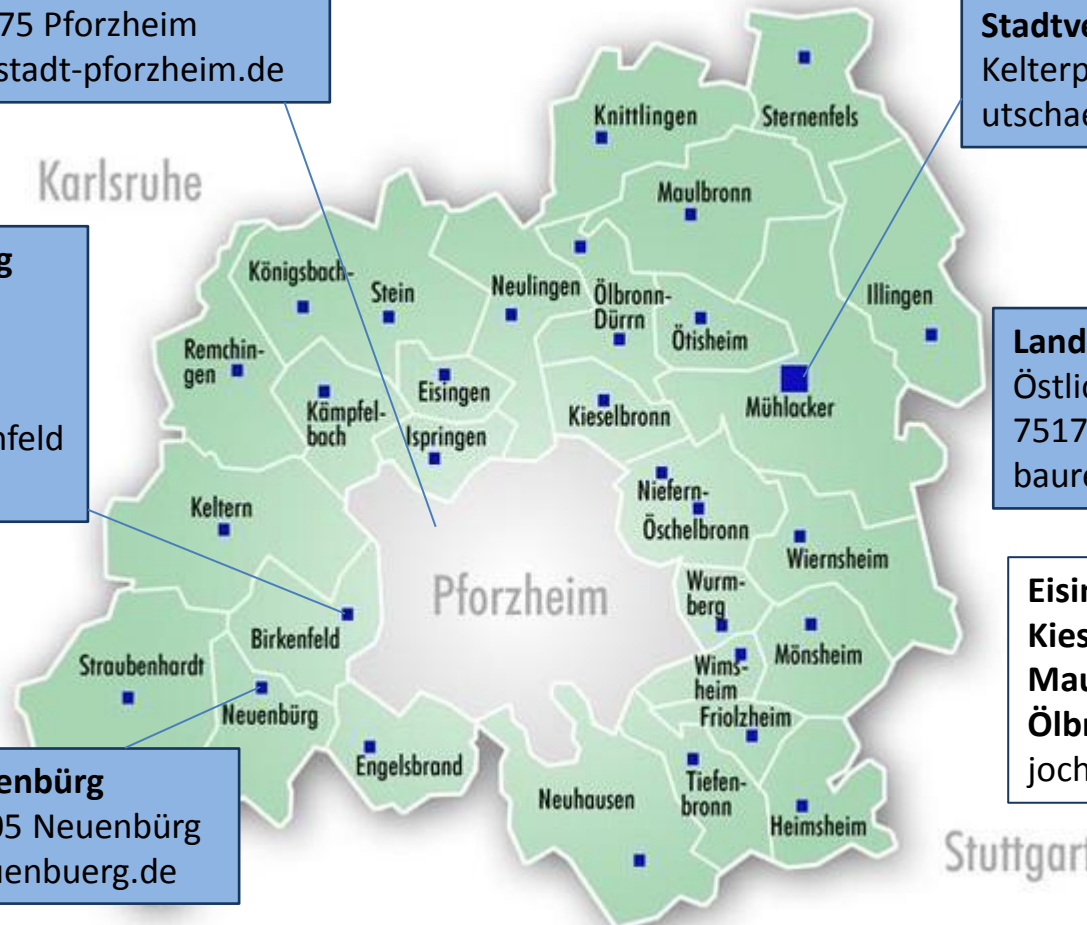 75 Pforzheim
stadt-pforzheim.de
Stadtve
Kelterp
utschae
Karlsruhe
Knittlingen
Sternenfels
Maulbronn
g
nfeld
Königsbach-
Stein
Neulingen
Ölbronn-
Dürrn
Ötisheim
Illingen
Remchin-
gen
Eisingen
Kämpfel-
bach
Ispringen
Kieselbronn
Mühlacker
Land
Östlic
7517
baure
Keltern
Niefern-
Öschelbronn
Wiernsheim
Pforzheim
Wurm-
berg
Birkenfeld
Straubenhardt
Neuenbürg
Wims-
heim
Mönsheim
Friolzheim
Eisin
Kies
Mau
Ölbr
joch
Engelsbrand
Neuhausen
Tiefen-
bronn
Heimsheim
enbürg
05 Neuenbürg
uenbuerg.de
Stuttgart